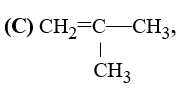 (C) CH₂=C—CH₃,
|
CH₃